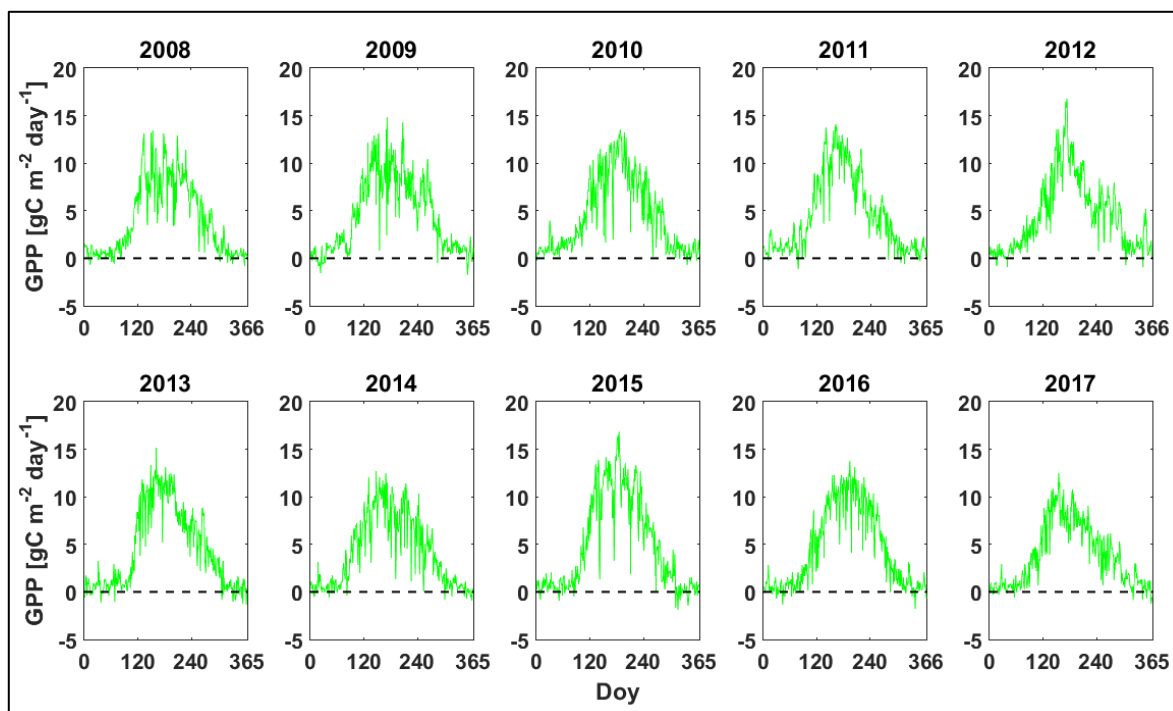 2008 2009 2010 2011 2012
20 20 20 20 20
15 15 15 15 15
10 10 10 10 10
5 5 5 5 5
0 0 0 0 0
-5 -5 -5 -5 -5
0 120 240 366 0 120 240 365 0 120 240 365 0 120 240 365 0 120 240 366
GPP [gC m-2 day-1]
2013 2014 2015 2016 2017
20 20 20 20 20
15 15 15 15 15
10 10 10 10 10
5 5 5 5 5
0 0 0 0 0
-5 -5 -5 -5 -5
0 120 240 365 0 120 240 365 0 120 240 365 0 120 240 366 0 120 240 365
GPP [gC m-2 day-1]
Doy